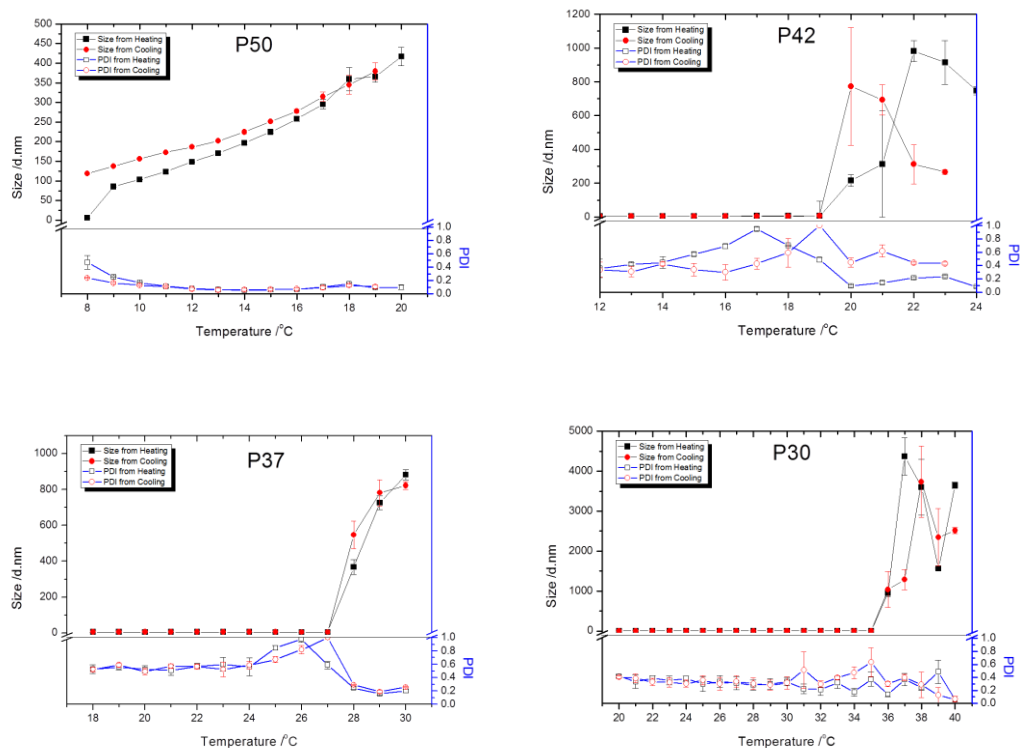 P50
Size from Heating
Size from Cooling
PDI from Heating
PDI from Cooling
500
450
400
350
300
250
200
150
100
50
0
Size /d.nm
1.0
0.8
0.6
0.4
0.2
0.0
PDI
8 10 12 14 16 18 20
Temperature /°C
P42
Size from Heating
Size from Cooling
PDI from Heating
PDI from Cooling
1200
1000
800
600
400
200
0
Size /d.nm
1.0
0.8
0.6
0.4
0.2
0.0
PDI
12 14 16 18 20 22 24
Temperature /°C
P37
Size from Heating
Size from Cooling
PDI from Heating
PDI from Cooling
1000
800
600
400
200
0
Size /d.nm
1.0
0.8
0.6
0.4
0.2
0.0
PDI
18 20 22 24 26 28 30
Temperature /°C
P30
Size from Heating
Size from Cooling
PDI from Heating
PDI from Cooling
5000
4000
3000
2000
1000
0
Size /d.nm
1.0
0.8
0.6
0.4
0.2
0.0
PDI
20 22 24 26 28 30 32 34 36 38 40
Temperature /°C